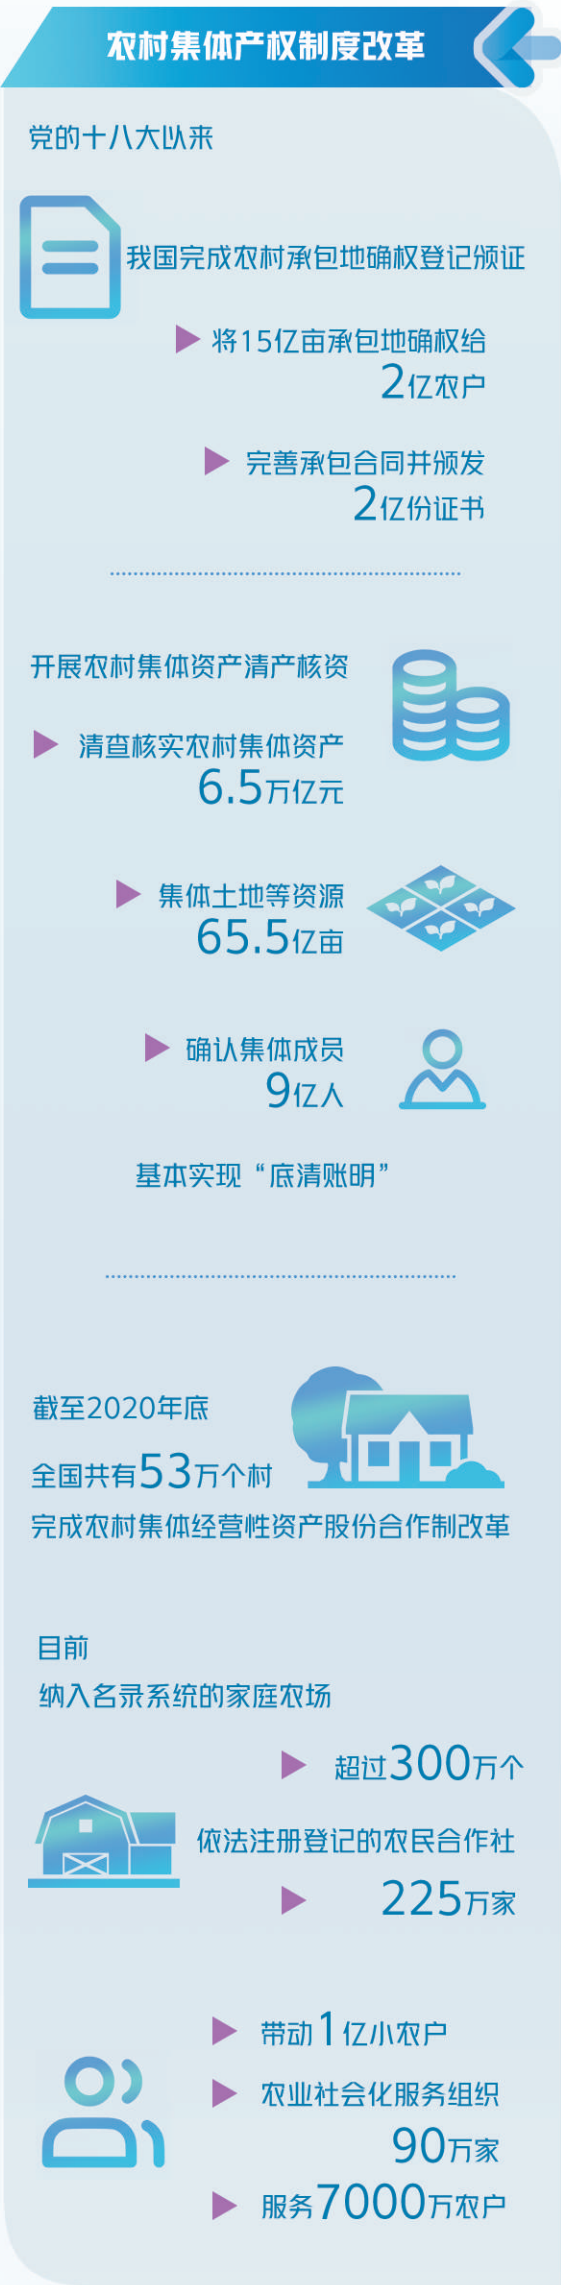 农村集体产权制度改革
党的十八大以来
我国完成农村承包地确权登记颁证
将15亿亩承包地确权给
2亿农户
完善承包合同并颁发
2亿份证书
开展农村集体资产清产核资
清查核实农村集体资产
6.5万亿元
集体土地等资源
65.5亿亩
确认集体成员
9亿人
基本实现“底清账明”
截至2020年底
全国共有53万个村
完成农村集体经营性资产股份合作制改革
目前
纳入名录系统的家庭农场
超过300万个
依法注册登记的农民合作社
225万家
带动1亿小农户
农业社会化服务组织
90万家
服务7000万农户